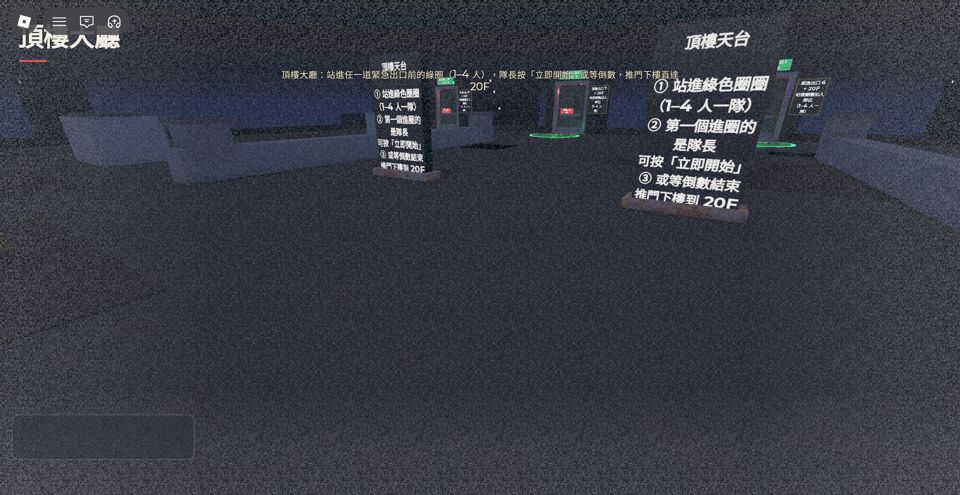 頂樓大廳
頂樓大廳：站進任一道緊急出口前的綠圈（1–4 人），隊長按「立即開始」或等倒數，推門下樓直達
20F
頂樓天台
① 站進綠色圈圈
（1–4 人一隊）
② 第一個進圈的
是隊長
可按「立即開始」
③ 或等倒數結束
推門下樓到 20F
頂樓天台
① 站進綠色圈圈
（1–4 人一隊）
② 第一個進圈的
是隊長
可按「立即開始」
③ 或等倒數結束
推門下樓到 20F